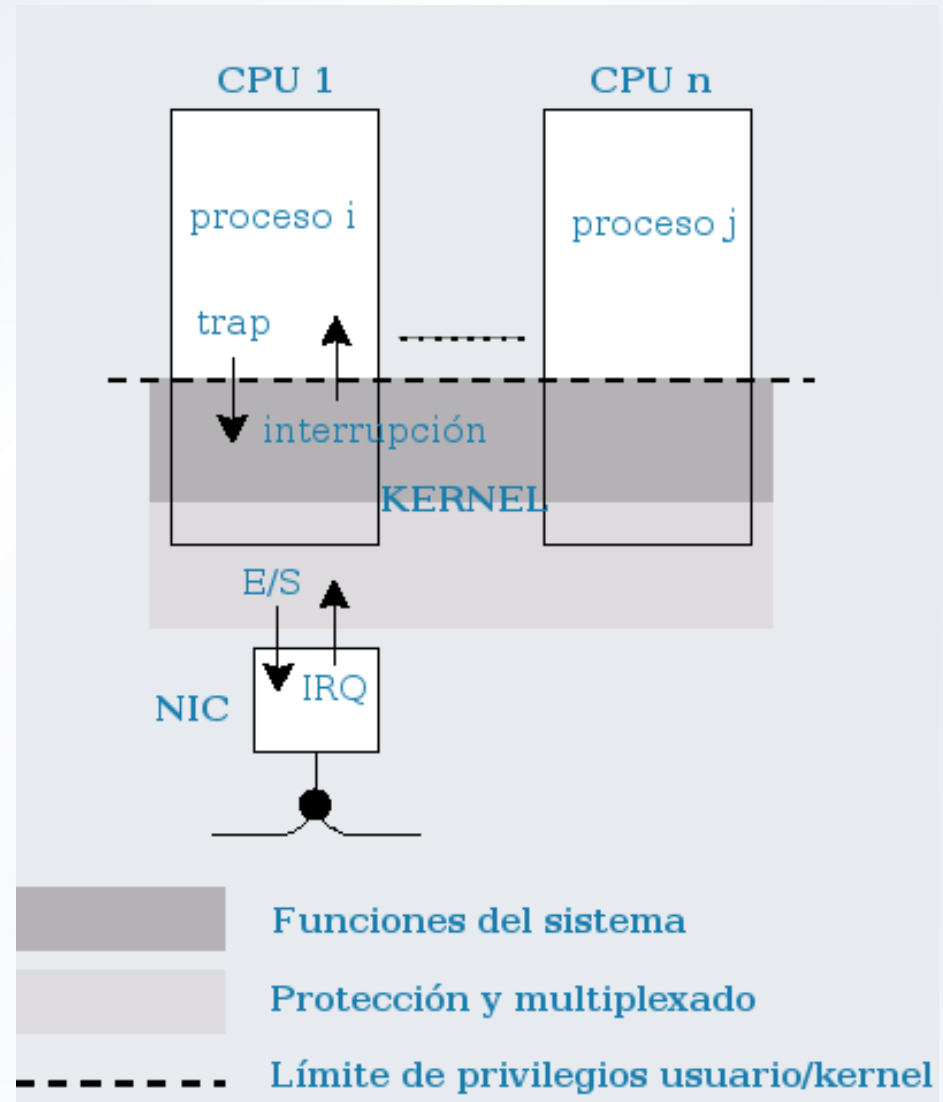 CPU 1
CPU n
proceso i
proceso j
trap
interrupción
KERNEL
E/S
IRQ
NIC
Funciones del sistema
Protección y multiplexado
Límite de privilegios usuario/kernel